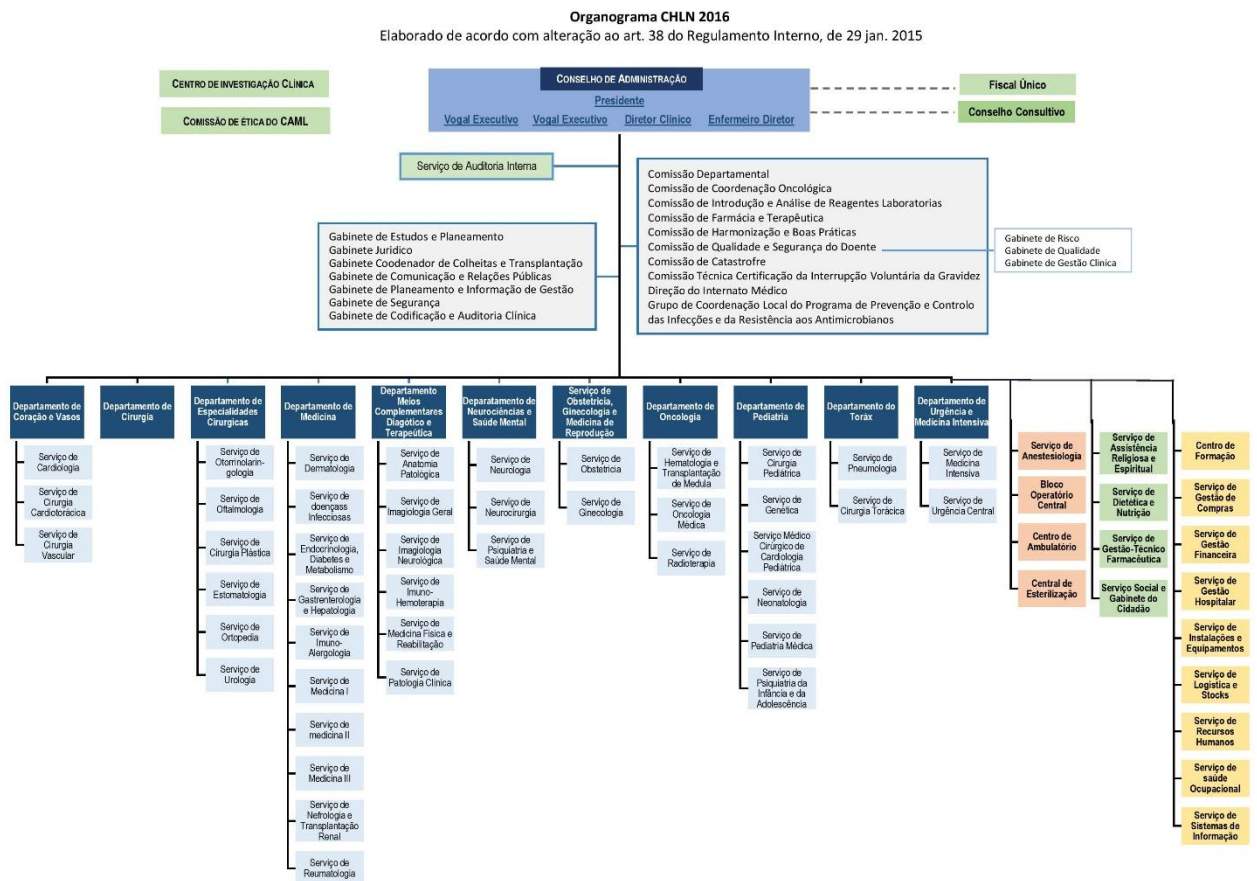 Organograma CHLN 2016
Elaborado de acordo com alteração ao art. 38 do Regulamento Interno, de 29 jan. 2015
CENTRO DE INVESTIGAÇÃO CLÍNICA
COMISSÃO DE ÉTICA DO CAML
CONSELHO DE ADMINISTRAÇÃO
Presidente
Vogal Executivo Vogal Executivo Diretor Clínico Enfermeiro Diretor
Fiscal Único
Conselho Consultivo
Serviço de Auditoria Interna
Gabinete de Estudos e Planeamento
Gabinete Juridico
Gabinete Coodenador de Colheitas e Transplantação
Gabinete de Comunicação e Relações Públicas
Gabinete de Planeamento e Informação de Gestão
Gabinete de Segurança
Gabinete de Codificação e Auditoria Clínica
Comissão Departamental
Comissão de Coordenação Oncológica
Comissão de Introdução e Análise de Reagentes Laboratorias
Comissão de Farmácia e Terapêutica
Comissão de Harmonização e Boas Práticas
Comissão de Qualidade e Segurança do Doente
Comissão de Catastrofre
Comissão Técnica Certificação da Interrupção Voluntária da Gravidez
Direção do Internato Médico
Grupo de Coordenação Local do Programa de Prevenção e Controlo
das Infecções e da Resistência aos Antimicrobianos
Gabinete de Risco
Gabinete de Qualidade
Gabinete de Gestão Clinica
Departamento de
Coração e Vasos
Serviço de
Cardiologia
Serviço de
Cirurgia
Cardiotorácica
Serviço de
Cirurgia
Vascular
Departamento de
Cirurgia
Departamento de
Especialidades
Cirurgicas
Serviço de
Otorrinolarin-
gologia
Serviço de
Oftalmologia
Serviço de
Cirurgia Plástica
Serviço de
Estomatologia
Serviço de
Ortopedia
Serviço de
Urologia
Departamento de
Medicina
Serviço de
Dermatologia
Serviço de
doençass
Infecciosas
Serviço de
Endocrinologia,
Diabetes e
Metabolismo
Serviço de
Gastrenterologia
e Hepatologia
Serviço de
Imuno-
Alergologia
Serviço de
Medicina I
Serviço de
medicina II
Serviço de
Medicina III
Serviço de
Nefrologia e
Transplantação
Renal
Serviço de
Reumatologia
Departamento
Meios
Complementares
Diagótico e
Terapeútica
Serviço de
Anatomia
Patológica
Serviço de
Imagiologia Geral
Serviço de
Imagiologia
Neurológica
Serviço de
Imuno-
Hemoterapia
Serviço de
Medicina Fisica e
Reabilitação
Serviço de
Patologia Clínica
Deparatamento de
Neurociências e
Saúde Mental
Serviço de
Neurologia
Serviço de
Neurocirurgia
Serviço de
Psiquiatria e
Saúde Mental
Serviço de
Obstetrícia,
Ginecologia e
Medicina de
Reprodução
Serviço de
Obstetricia
Serviço de
Ginecologia
Departamento de
Oncologia
Serviço de
Hematologia e
Transplantação
de Medula
Serviço de
Oncologia
Médica
Serviço de
Radioterapia
Departamento de
Pediatria
Serviço de
Cirurgia
Pediátrica
Serviço de
Genética
Serviço Médico
Cirúrgico de
Cardiologia
Pediátrica
Serviço de
Neonatologia
Serviço de
Pediatria Médica
Serviço de
Psiquiatria da
Infância e da
Adolescência
Departamento do
Toráx
Serviço de
Pneumologia
Serviço de
Cirurgia Torácica
Departamento de
Urgência e
Medicina Intensiva
Serviço de
Medicina
Intensiva
Serviço de
Urgência Central
Serviço de
Anestesiologia
Bloco
Operatório
Central
Centro de
Ambulatório
Central de
Esterilização
Serviço de
Assistência
Religiosa e
Espiritual
Serviço de
Dietética e
Nutrição
Serviço de
Gestão-Técnico
Farmacêutica
Serviço Social e
Gabinete do
Cidadão
Centro de
Formação
Serviço de
Gestão de
Compras
Serviço de
Gestão
Financeira
Serviço de
Gestão
Hospitalar
Serviço de
Instalações e
Equipamentos
Serviço de
Logistica e
Stocks
Serviço de
Recursos
Humanos
Serviço de
saúde
Ocupacional
Serviço de
Sistemas de
Informação